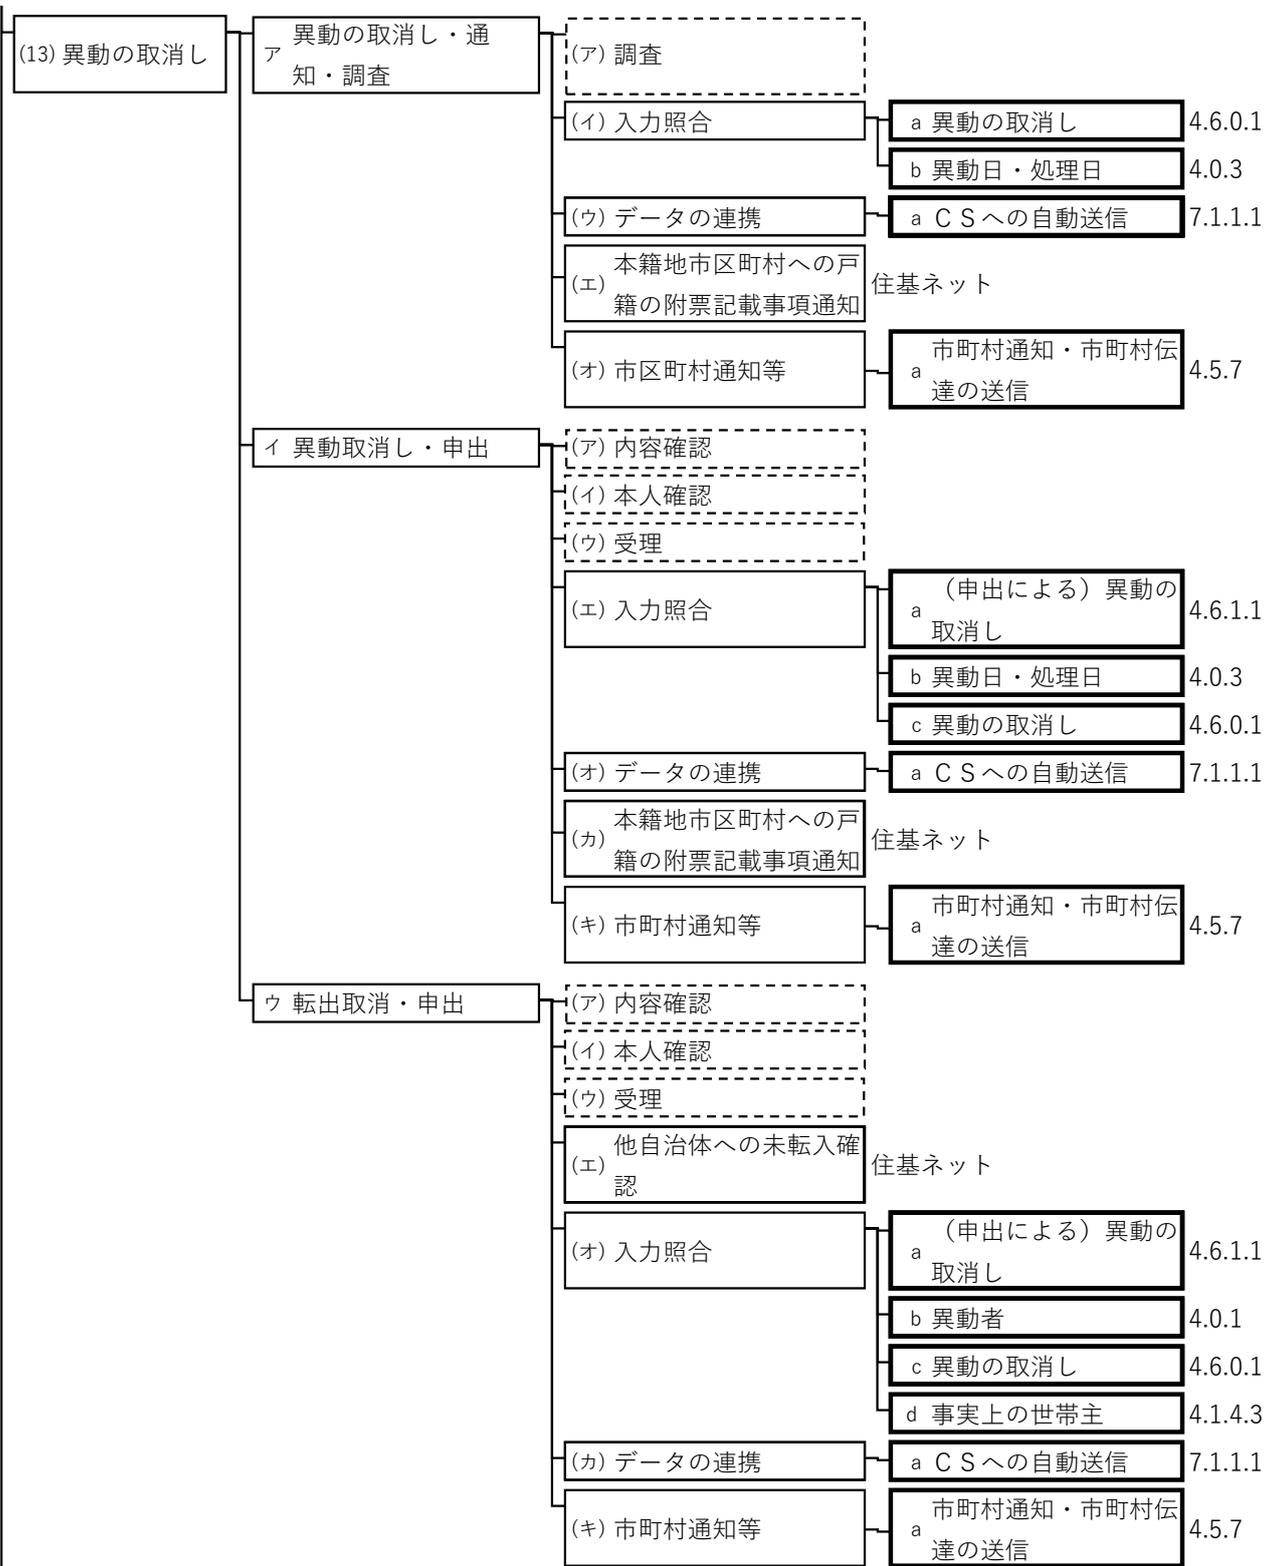 (13) 異動の取消し
ア 異動の取消し・通
知・調査
(ア) 調査
(イ) 入力照合
a 異動の取消し 4.6.0.1
b 異動日・処理日 4.0.3
(ウ) データの連携
a ＣＳへの自動送信 7.1.1.1
(エ) 本籍地市区町村への戸
籍の附票記載事項通知
住基ネット
(オ) 市区町村通知等
a 市町村通知・市町村伝
達の送信
4.5.7
イ 異動取消し・申出
(ア) 内容確認
(イ) 本人確認
(ウ) 受理
(エ) 入力照合
a （申出による）異動の
取消し
4.6.1.1
b 異動日・処理日 4.0.3
c 異動の取消し 4.6.0.1
(オ) データの連携
a ＣＳへの自動送信 7.1.1.1
(カ) 本籍地市区町村への戸
籍の附票記載事項通知
住基ネット
(キ) 市町村通知等
a 市町村通知・市町村伝
達の送信
4.5.7
ウ 転出取消・申出
(ア) 内容確認
(イ) 本人確認
(ウ) 受理
(エ) 他自治体への未転入確
認
住基ネット
(オ) 入力照合
a （申出による）異動の
取消し
4.6.1.1
b 異動者 4.0.1
c 異動の取消し 4.6.0.1
d 事実上の世帯主 4.1.4.3
(カ) データの連携
a ＣＳへの自動送信 7.1.1.1
(キ) 市町村通知等
a 市町村通知・市町村伝
達の送信
4.5.7